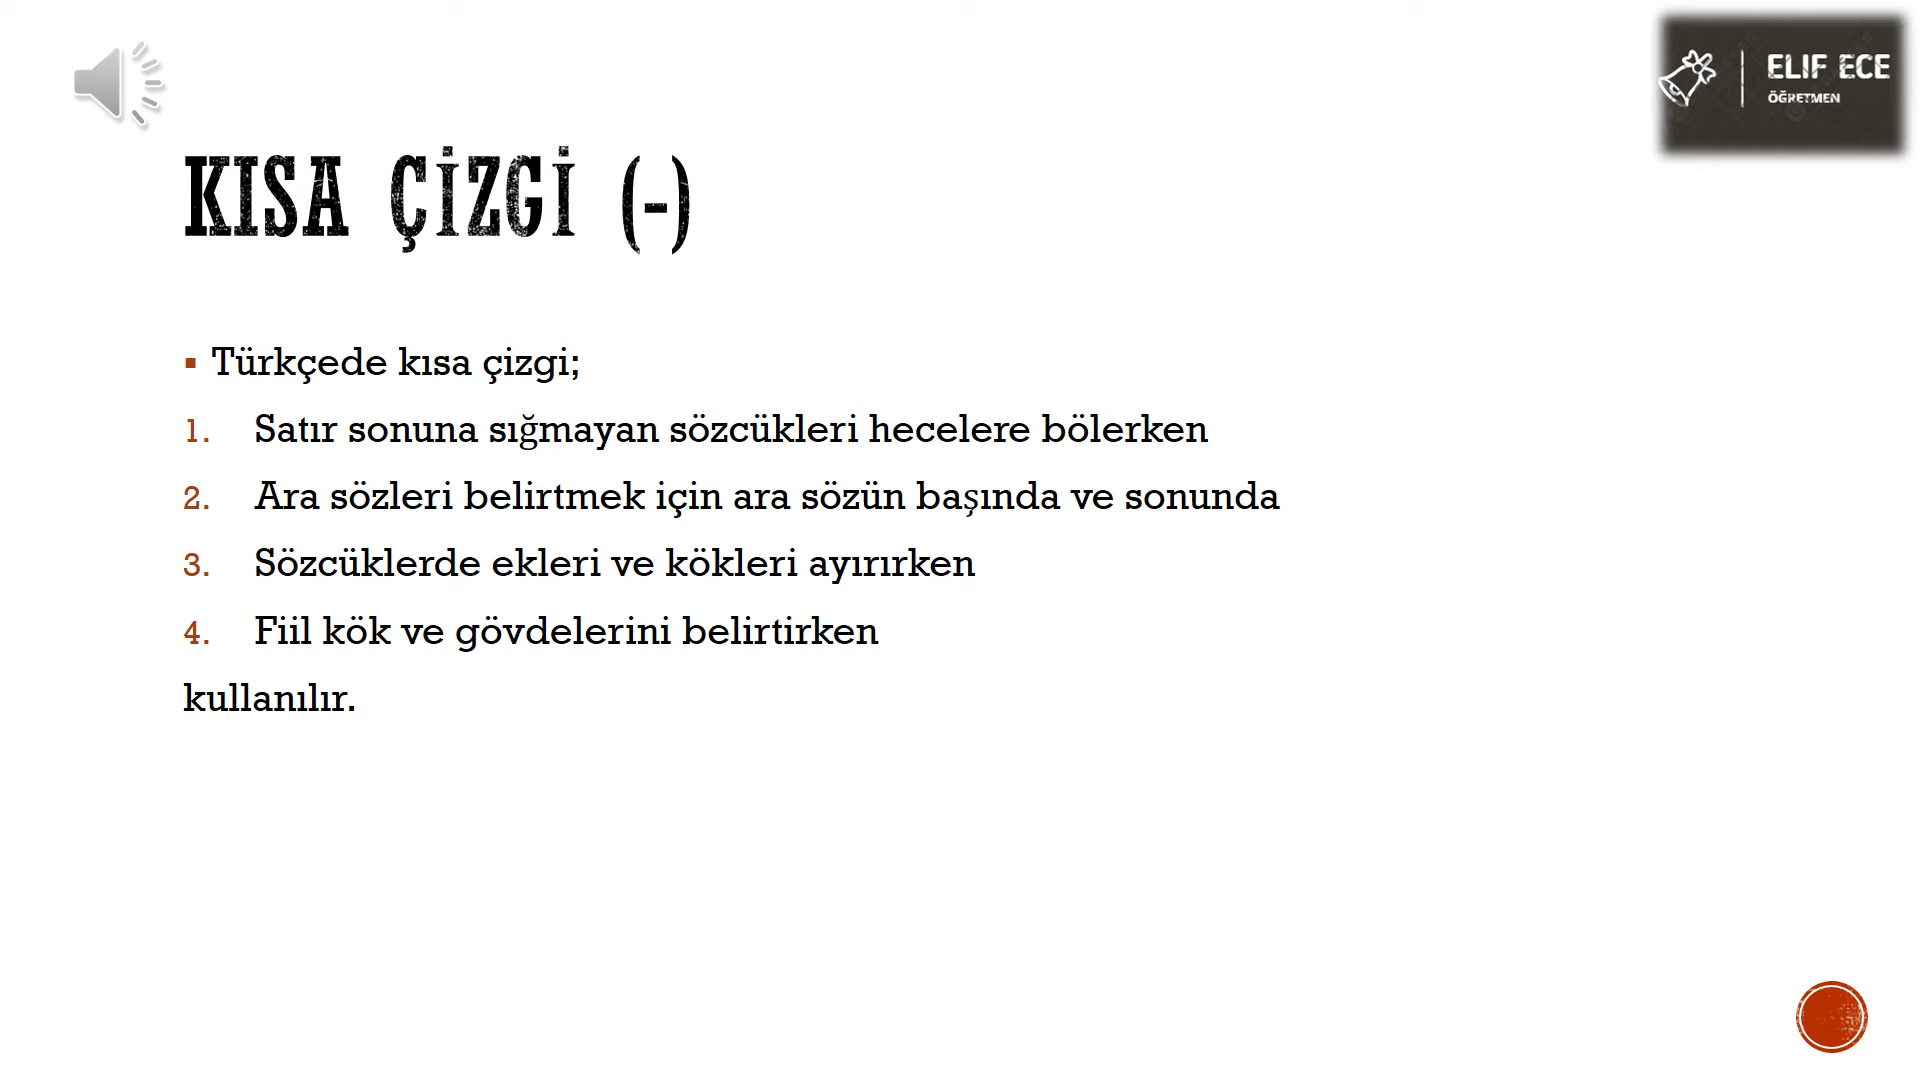 ELIF ECE
ÖĞRETMEN
KISA ÇİZGİ (-)
▪ Türkçede kısa çizgi;
1. Satır sonuna sığmayan sözcükleri hecelere bölerken
2. Ara sözleri belirtmek için ara sözün başında ve sonunda
3. Sözcüklerde ekleri ve kökleri ayırırken
4. Fiil kök ve gövdelerini belirtirken
kullanılır.